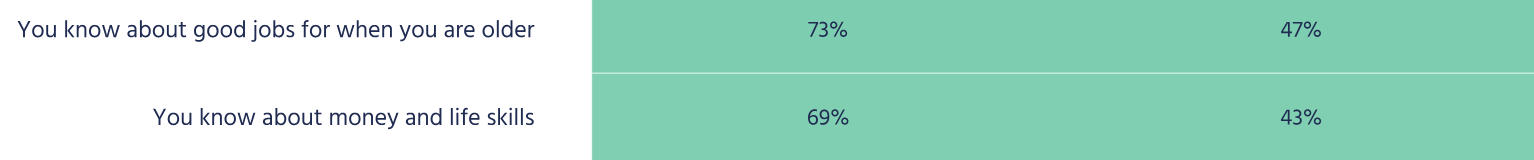 You know about good jobs for when you are older 73% 47%
You know about money and life skills 69% 43%